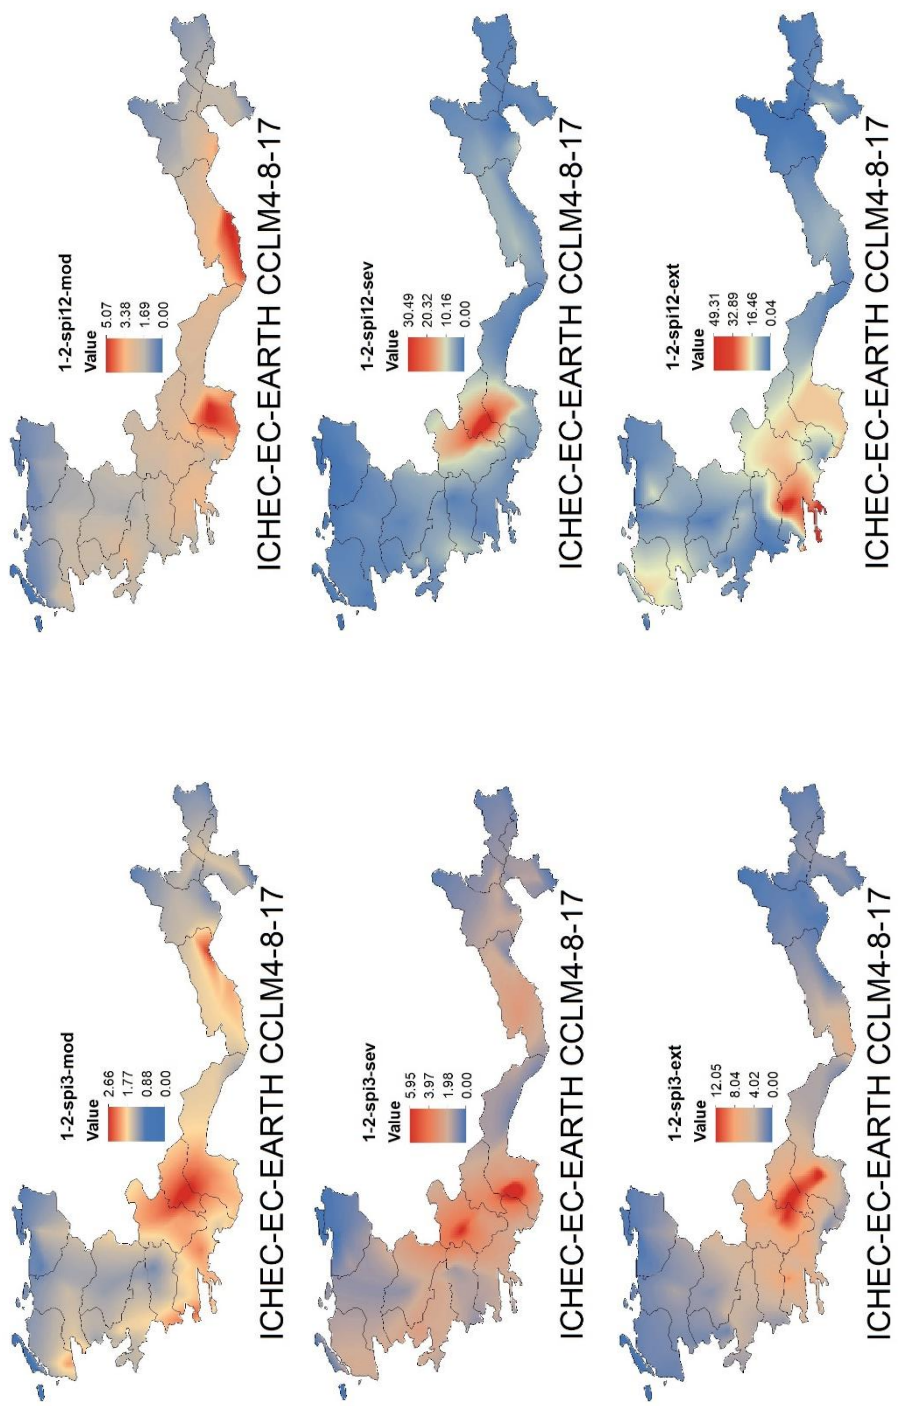 1-2-spi3-mod
Value
2.66
1.77
0.88
0.00
ICHEC-EC-EARTH CCLM4-8-17
1-2-spi12-mod
Value
5.07
3.38
1.69
0.00
ICHEC-EC-EARTH CCLM4-8-17
1-2-spi3-sev
Value
5.95
3.97
1.98
0.00
ICHEC-EC-EARTH CCLM4-8-17
1-2-spi12-sev
Value
30.49
20.32
10.16
0.00
ICHEC-EC-EARTH CCLM4-8-17
1-2-spi3-ext
Value
12.05
8.04
4.02
0.00
ICHEC-EC-EARTH CCLM4-8-17
1-2-spi12-ext
Value
49.31
32.89
16.46
0.04
ICHEC-EC-EARTH CCLM4-8-17